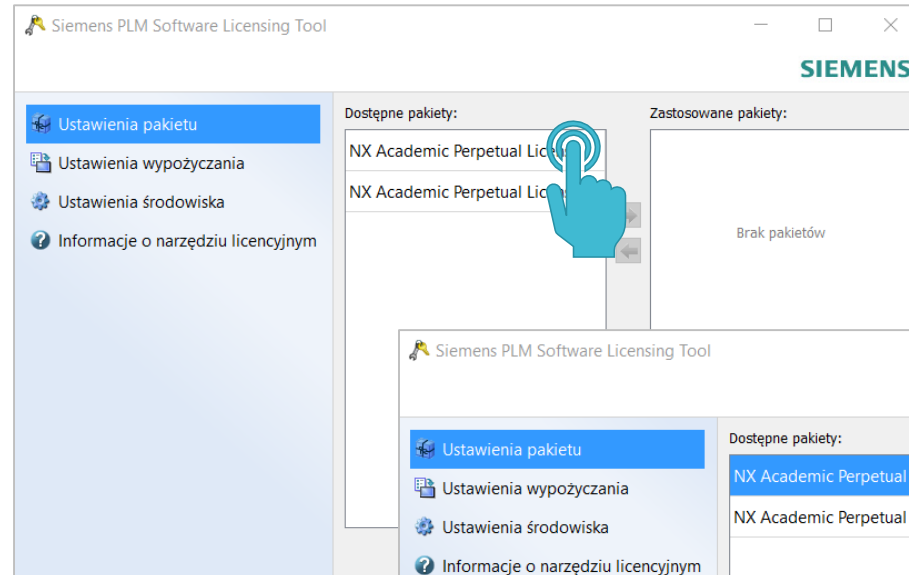 Siemens PLM Software Licensing Tool
SIEMENS
Ustawienia pakietu
Ustawienia wypożyczania
Ustawienia środowiska
Informacje o narzędziu licencyjnym
Dostępne pakiety:
NX Academic Perpetual
NX Academic Perpetual
Zastosowane pakiety:
Brak pakietów
Siemens PLM Software Licensing Tool
Ustawienia pakietu
Ustawienia wypożyczania
Ustawienia środowiska
Informacje o narzędziu licencyjnym
Dostępne pakiety:
NX Academic Perpetual
NX Academic Perpetual